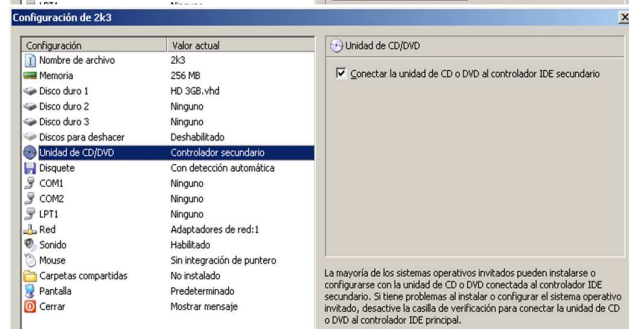 LPT1
Configuración de 2k3
Configuración Valor actual
Nombre de archivo 2k3
Memoria 256 MB
Disco duro 1 HD 3GB.vhd
Disco duro 2 Ninguno
Disco duro 3 Ninguno
Discos para deshacer Deshabilitado
Unidad de CD/DVD Controlador secundario
Disquete Con detección automática
COM1 Ninguno
COM2 Ninguno
LPT1 Ninguno
Red Adaptadores de red:1
Sonido Habilitado
Mouse Sin integración de puntero
Carpetas compartidas No instalado
Pantalla Predeterminado
Cerrar Mostrar mensaje
Unidad de CD/DVD
Conectar la unidad de CD o DVD al controlador IDE secundario
La mayoría de los sistemas operativos invitados pueden instalarse o
configurarse con la unidad de CD o DVD conectada al controlador IDE
secundario. Si tiene problemas al instalar o configurar el sistema operativo
invitado, desactive la casilla de verificación para conectar la unidad de CD
o DVD al controlador IDE principal.